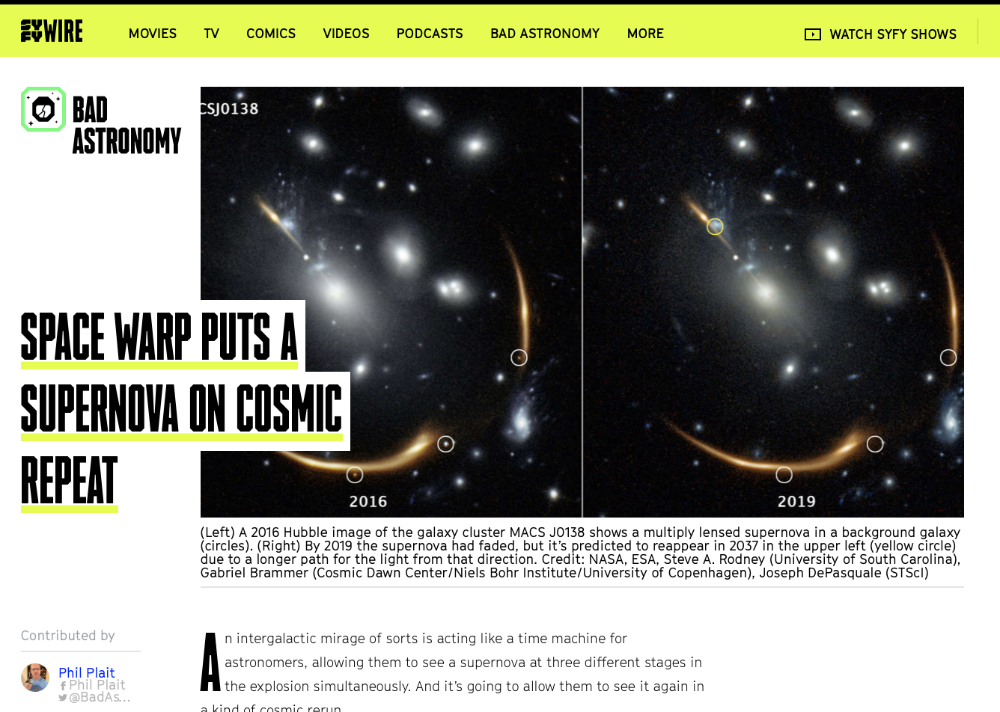 SYFY WIRE
MOVIES TV COMICS VIDEOS PODCASTS BAD ASTRONOMY MORE WATCH SYFY SHOWS
BAD
ASTRONOMY
CSJ0138
SPACE WARP PUTS A
SUPERNOVA ON COSMIC
REPEAT
2016 2019
(Left) A 2016 Hubble image of the galaxy cluster MACS J0138 shows a multiply lensed supernova in a background galaxy
(circles). (Right) By 2019 the supernova had faded, but it’s predicted to reappear in 2037 in the upper left (yellow circle)
due to a longer path for the light from that direction. Credit: NASA, ESA, Steve A. Rodney (University of South Carolina),
Gabriel Brammer (Cosmic Dawn Center/Niels Bohr Institute/University of Copenhagen), Joseph DePasquale (STScI)
Contributed by
Phil Plait
Phil Plait
@BadAs...
An intergalactic mirage of sorts is acting like a time machine for
astronomers, allowing them to see a supernova at three different stages in
the explosion simultaneously. And it’s going to allow them to see it again in
a kind of cosmic rerun.